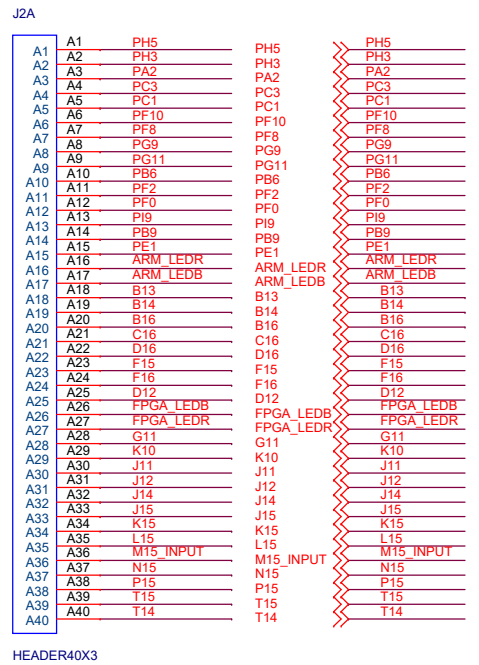 J2A
A1 A1 PH5 PH5 PH5
A2 A2 PH3 PH3 PH3
A3 A3 PA2 PA2 PA2
A4 A4 PC3 PC3 PC3
A5 A5 PC1 PC1 PC1
A6 A6 PF10 PF10 PF10
A7 A7 PF8 PF8 PF8
A8 A8 PG9 PG9 PG9
A9 A9 PG11 PG11 PG11
A10 A10 PB6 PB6 PB6
A11 A11 PF2 PF2 PF2
A12 A12 PF0 PF0 PF0
A13 A13 PI9 PI9 PI9
A14 A14 PB9 PB9 PB9
A15 A15 PE1 PE1 PE1
A16 A16 ARM_LEDR ARM_LEDR ARM_LEDR
A17 A17 ARM_LEDB ARM_LEDB ARM_LEDB
A18 A18 B13 B13 B13
A19 A19 B14 B14 B14
A20 A20 B16 B16 B16
A21 A21 C16 C16 C16
A22 A22 D16 D16 D16
A23 A23 F15 F15 F15
A24 A24 F16 F16 F16
A25 A25 D12 D12 D12
A26 A26 FPGA_LEDB FPGA_LEDB FPGA_LEDB
A27 A27 FPGA_LEDR FPGA_LEDR FPGA_LEDR
A28 A28 G11 G11 G11
A29 A29 K10 K10 K10
A30 A30 J11 J11 J11
A31 A31 J12 J12 J12
A32 A32 J14 J14 J14
A33 A33 J15 J15 J15
A34 A34 K15 K15 K15
A35 A35 L15 L15 L15
A36 A36 M15_INPUT M15_INPUT M15_INPUT
A37 A37 N15 N15 N15
A38 A38 P15 P15 P15
A39 A39 T15 T15 T15
A40 A40 T14 T14 T14
HEADER40X3